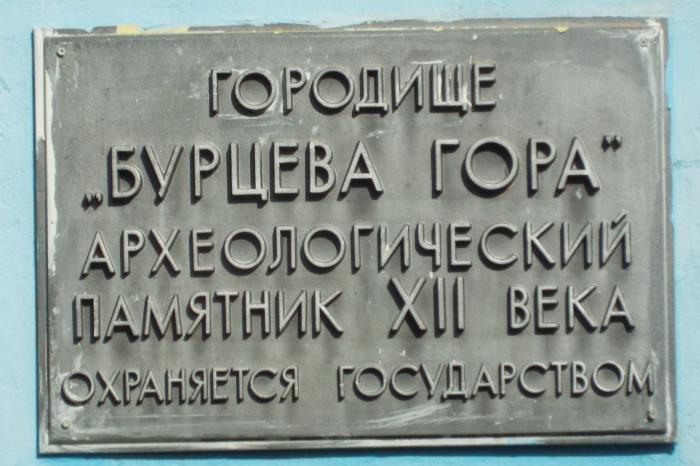 ГОРОДИЩЕ
„БУРЦЕВА ГОРА"
АРХЕОЛОГИЧЕСКИЙ
ПАМЯТНИК XII ВЕКА
ОХРАНЯЕТСЯ ГОСУДАРСТВОМ